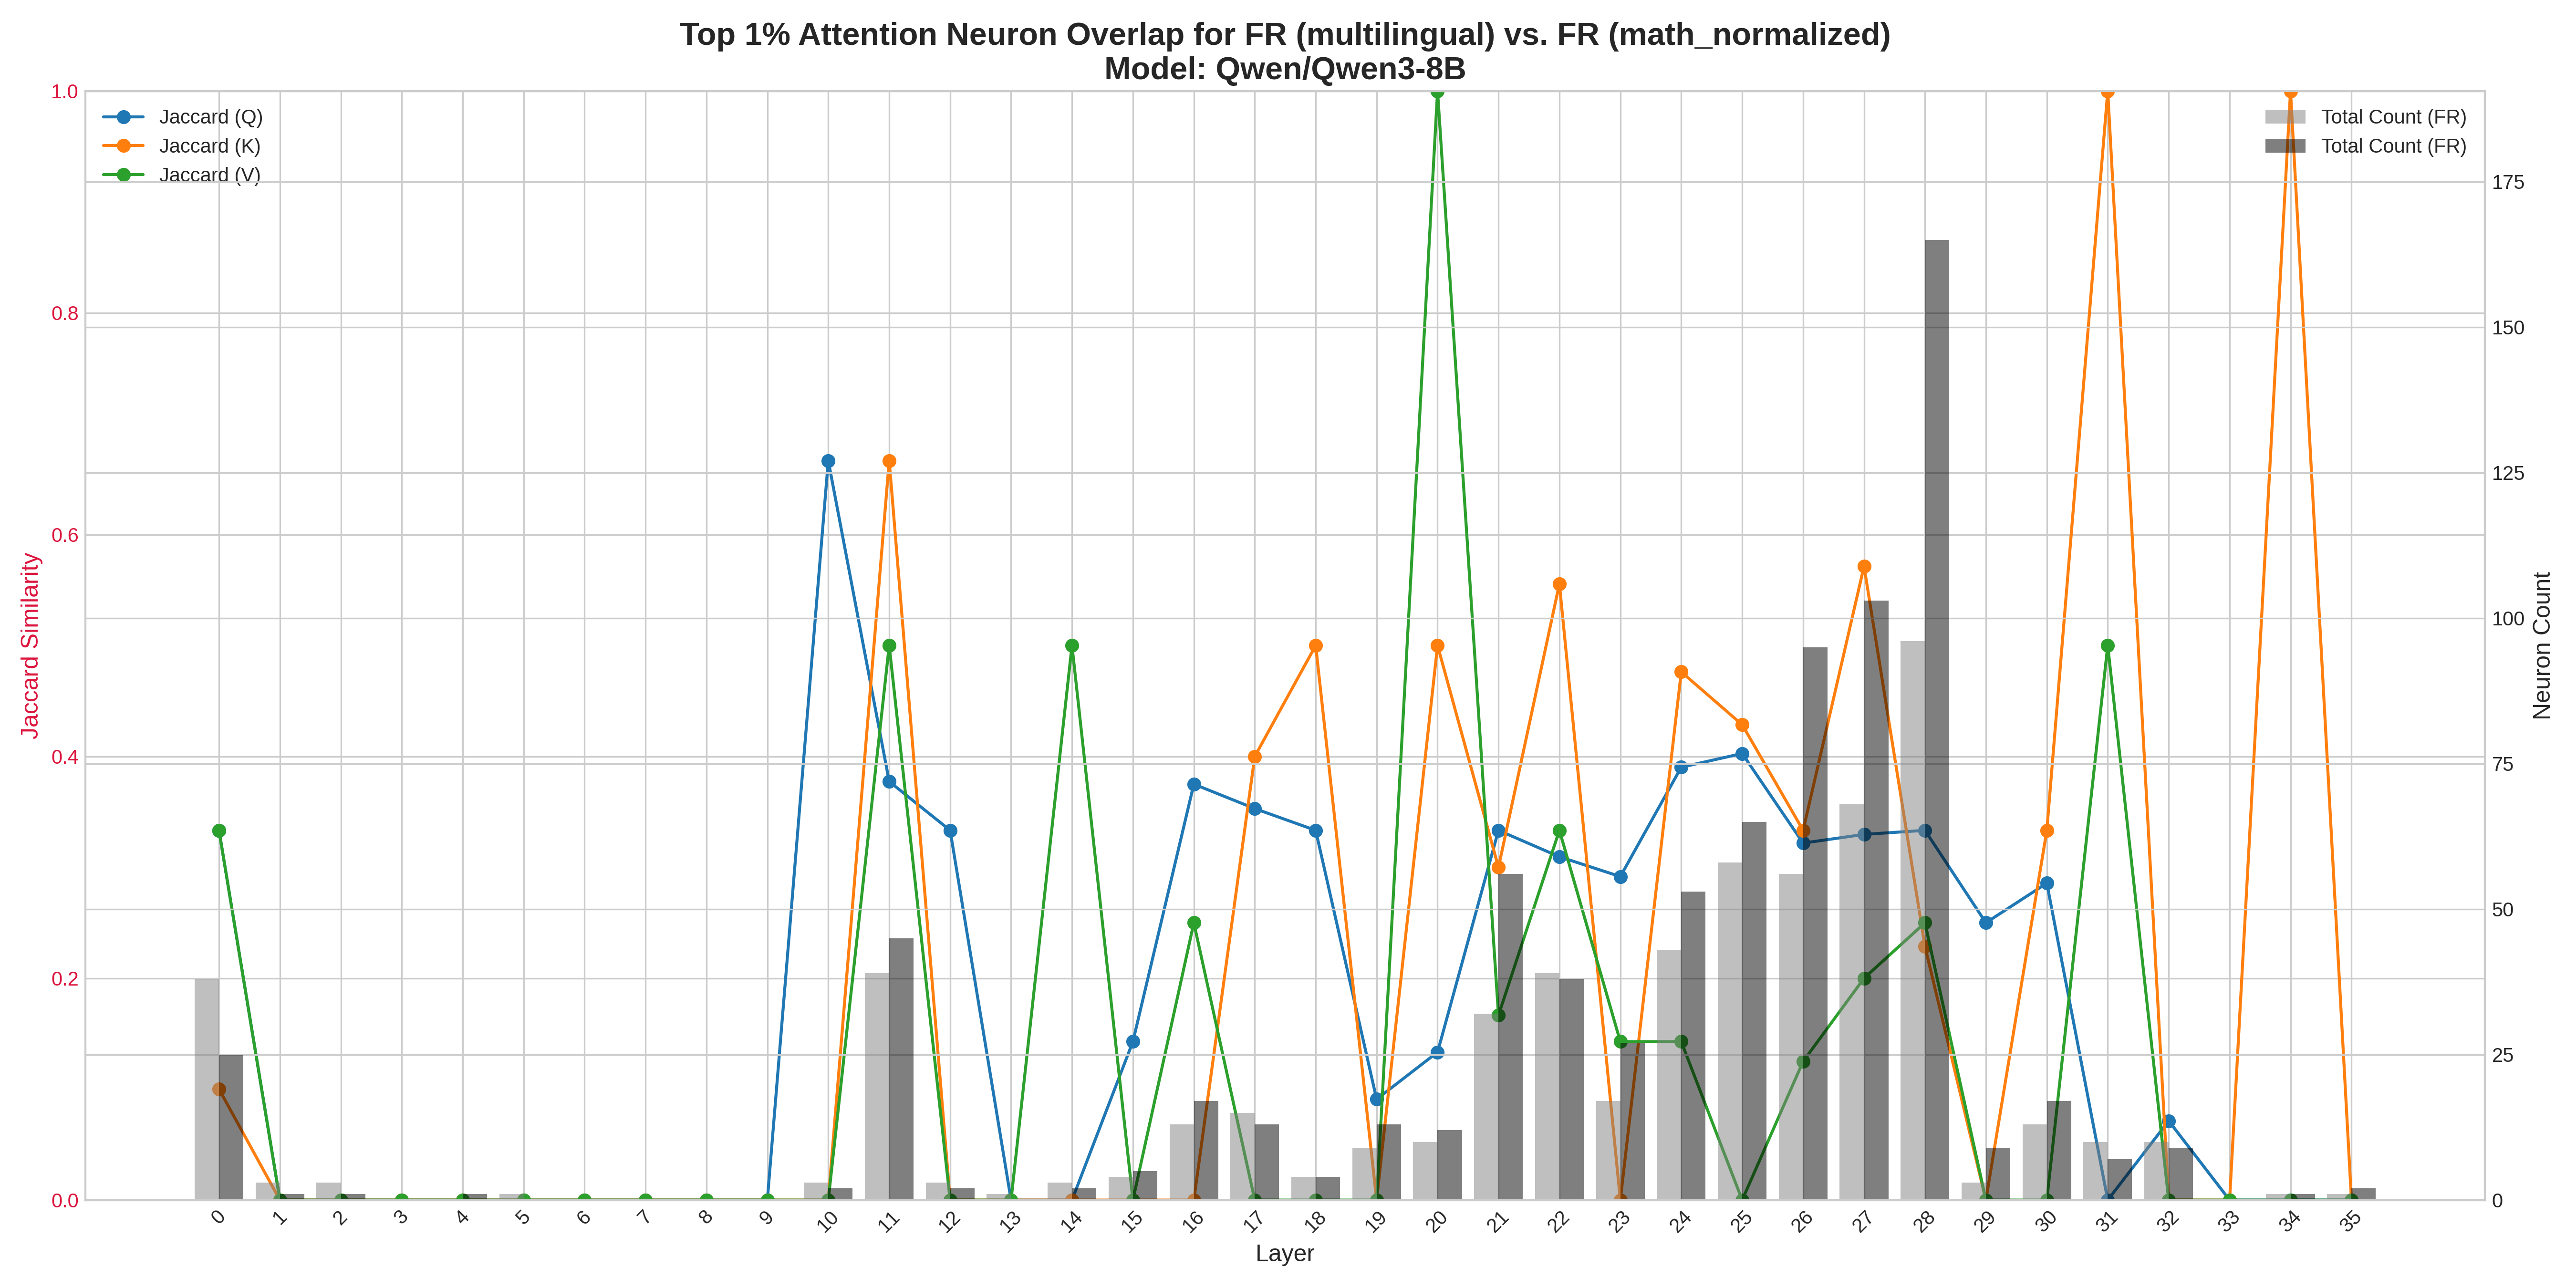 Top 1% Attention Neuron Overlap for FR (multilingual) vs. FR (math_normalized)
Model: Qwen/Qwen3-8B
Jaccard (Q)
Jaccard (K)
Jaccard (V)
Total Count (FR)
Total Count (FR)
1.0
0.8
0.6
0.4
0.2
0.0
Jaccard Similarity
175
150
125
100
75
50
25
0
Neuron Count
0 1 2 3 4 5 6 7 8 9 10 11 12 13 14 15 16 17 18 19 20 21 22 23 24 25 26 27 28 29 30 31 32 33 34 35
Layer